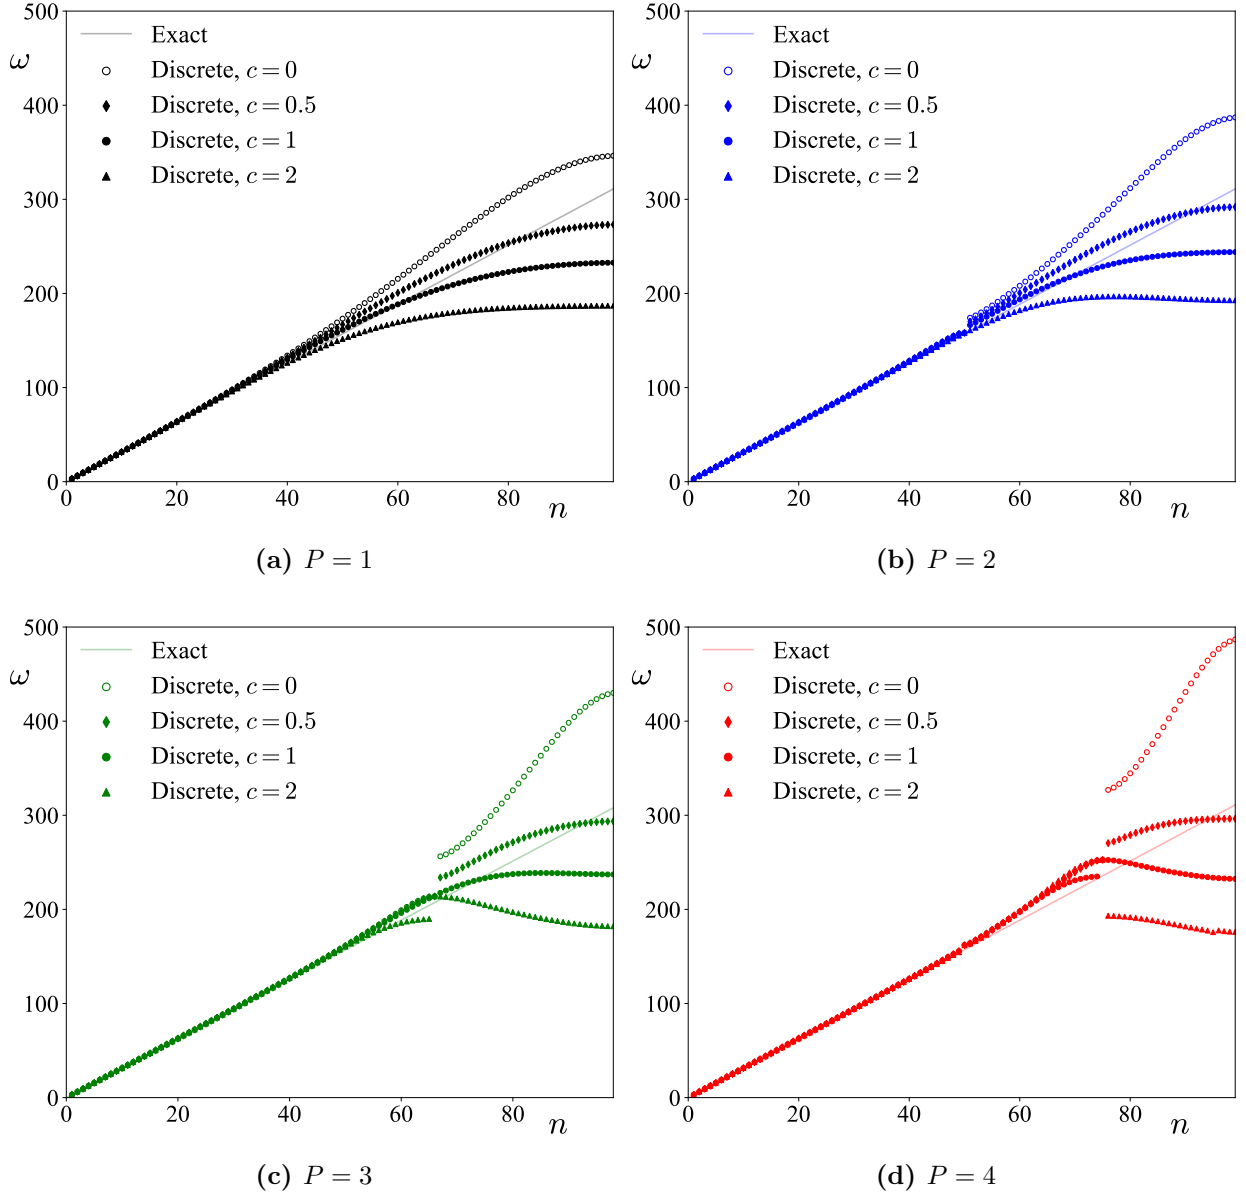 500
400
300
200
100
0
ω
Exact
Discrete, c = 0
Discrete, c = 0.5
Discrete, c = 1
Discrete, c = 2
0 20 40 60 80
n
(a) P = 1
500
400
300
200
100
0
ω
Exact
Discrete, c = 0
Discrete, c = 0.5
Discrete, c = 1
Discrete, c = 2
0 20 40 60 80
n
(b) P = 2
500
400
300
200
100
0
ω
Exact
Discrete, c = 0
Discrete, c = 0.5
Discrete, c = 1
Discrete, c = 2
0 20 40 60 80
n
(c) P = 3
500
400
300
200
100
0
ω
Exact
Discrete, c = 0
Discrete, c = 0.5
Discrete, c = 1
Discrete, c = 2
0 20 40 60 80
n
(d) P = 4